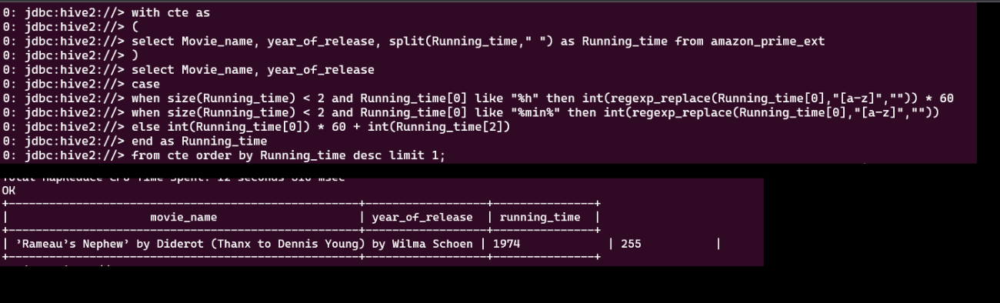 0: jdbc:hive2://> with cte as
0: jdbc:hive2://> (
0: jdbc:hive2://> select Movie_name, year_of_release, split(Running_time," ") as Running_time from amazon_prime_ext
0: jdbc:hive2://> )
0: jdbc:hive2://> select Movie_name, year_of_release
0: jdbc:hive2://> case
0: jdbc:hive2://> when size(Running_time) < 2 and Running_time[0] like "%h" then int(regexp_replace(Running_time[0],"[a-z]","")) * 60
0: jdbc:hive2://> when size(Running_time) < 2 and Running_time[0] like "%min%" then int(regexp_replace(Running_time[0],"[a-z]",""))
0: jdbc:hive2://> else int(Running_time[0]) * 60 + int(Running_time[2])
0: jdbc:hive2://> end as Running_time
0: jdbc:hive2://> from cte order by Running_time desc limit 1;
Total MapReduce CPU Time Spent: 12 seconds 810 msec
OK
| movie_name | year_of_release | running_time |
| ’Rameau’s Nephew’ by Diderot (Thanx to Dennis Young) by Wilma Schoen | 1974 | 255 |